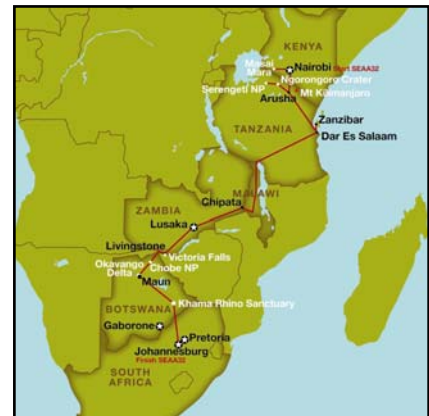 KENYA
Masai
Mara
Nairobi
Start SEAA32
Ngorongoro Crater
Serengeti NP
Mt Kilimanjaro
Arusha
Zanzibar
TANZANIA
Dar Es Salaam
MALAWI
Chipata
ZAMBIA
Lusaka
Livingstone
Victoria Falls
Okavango
Delta
Chobe NP
Maun
Khama Rhino Sanctuary
BOTSWANA
Gaborone
Pretoria
Johannesburg
Finish SEAA32
SOUTH
AFRICA